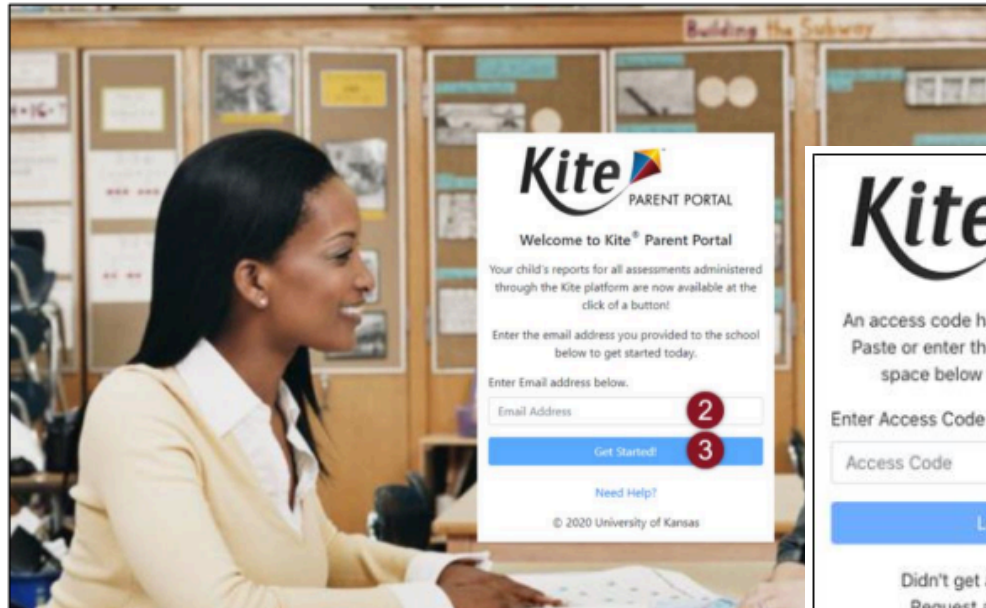 Building the Subway
Kite
PARENT PORTAL
Welcome to Kite® Parent Portal
Your child's reports for all assessments administered
through the Kite platform are now available at the
click of a button!
Enter the email address you provided to the school
below to get started today.
Enter Email address below.
Email Address
2
Get Started!
3
Need Help?
© 2020 University of Kansas
Kite
An access code h
Paste or enter th
space below
Enter Access Code
Access Code
L
Didn't get a
Request a